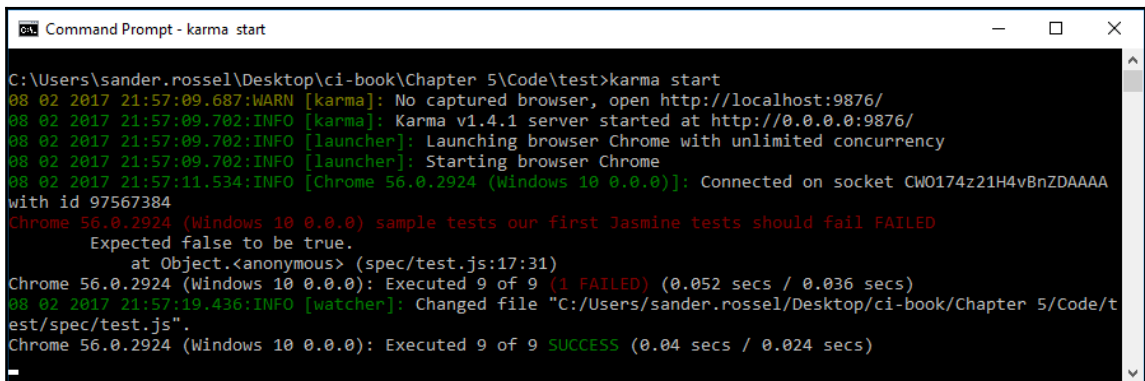 Command Prompt - karma start
C:\Users\sander.rossel\Desktop\ci-book\Chapter 5\Code\test>karma start
08 02 2017 21:57:09.687:WARN [karma]: No captured browser, open http://localhost:9876/
08 02 2017 21:57:09.702:INFO [karma]: Karma v1.4.1 server started at http://0.0.0.0:9876/
08 02 2017 21:57:09.702:INFO [launcher]: Launching browser Chrome with unlimited concurrency
08 02 2017 21:57:09.702:INFO [launcher]: Starting browser Chrome
08 02 2017 21:57:11.534:INFO [Chrome 56.0.2924 (Windows 10 0.0.0)]: Connected on socket CWO174z21H4vBnZDAAAA
with id 97567384
Chrome 56.0.2924 (Windows 10 0.0.0) sample tests our first Jasmine tests should fail FAILED
Expected false to be true.
at Object.<anonymous> (spec/test.js:17:31)
Chrome 56.0.2924 (Windows 10 0.0.0): Executed 9 of 9 (1 FAILED) (0.052 secs / 0.036 secs)
08 02 2017 21:57:19.436:INFO [watcher]: Changed file "C:/Users/sander.rossel/Desktop/ci-book/Chapter 5/Code/t
est/spec/test.js".
Chrome 56.0.2924 (Windows 10 0.0.0): Executed 9 of 9 SUCCESS (0.04 secs / 0.024 secs)